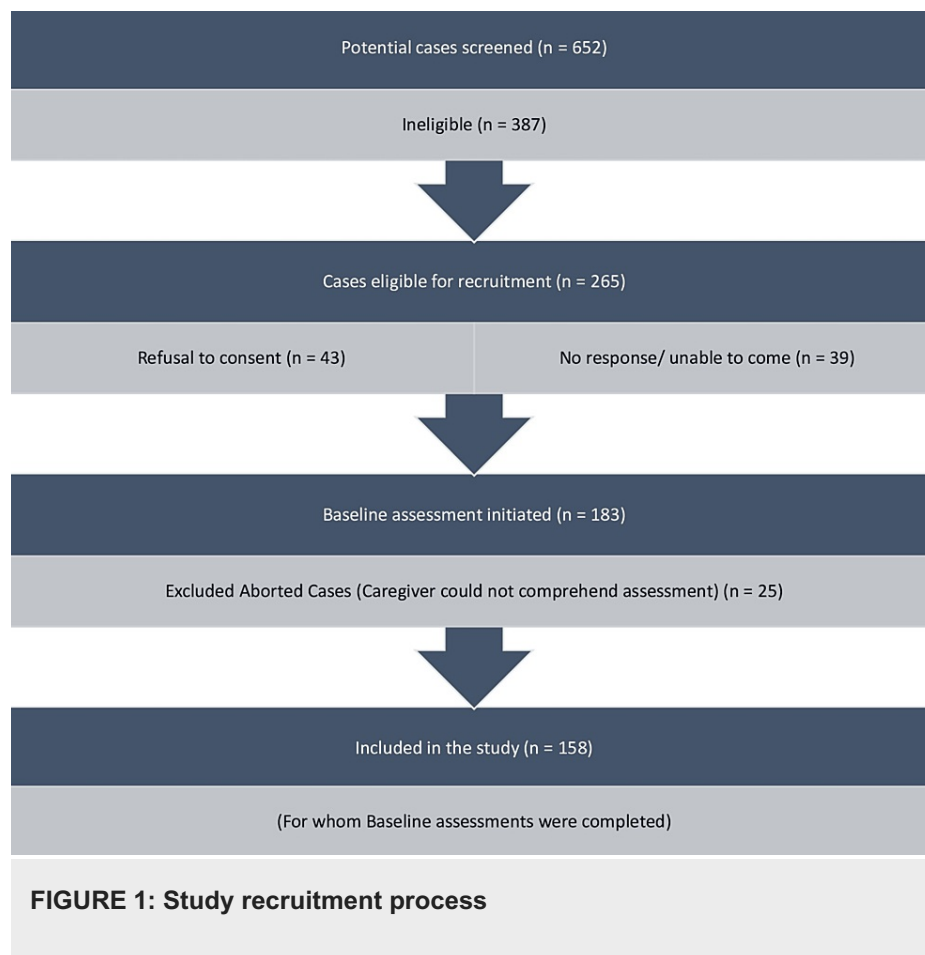 Potential cases screened (n = 652)
Ineligible (n = 387)
Cases eligible for recruitment (n = 265)
Refusal to consent (n = 43)
No response/ unable to come (n = 39)
Baseline assessment initiated (n = 183)
Excluded Aborted Cases (Caregiver could not comprehend assessment) (n = 25)
Included in the study (n = 158)
(For whom Baseline assessments were completed)
FIGURE 1: Study recruitment process